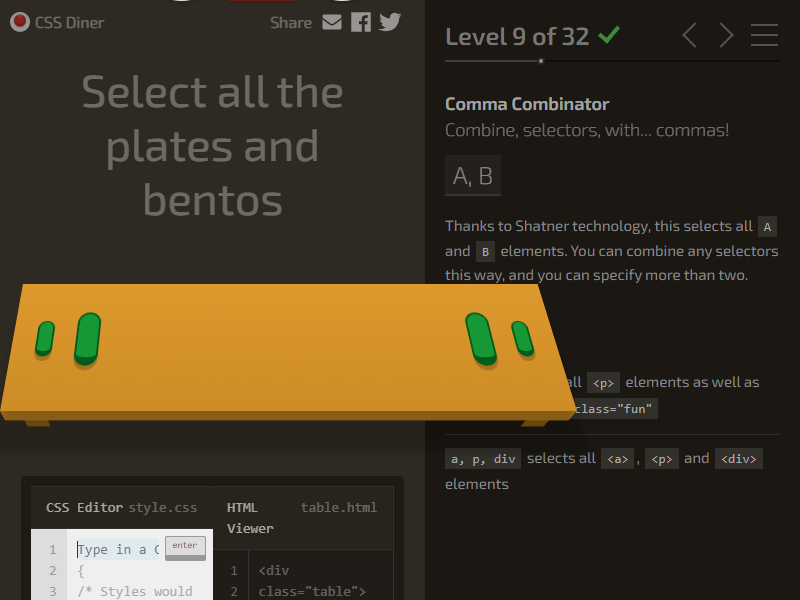 CSS Diner
Share
Select all the
plates and
bentos
CSS Editor style.css
HTML
Viewer
table.html
1
Type in a C
enter
2
{
3
/* Styles would
1
<div
2
class="table">
Level 9 of 32
Comma Combinator
Combine, selectors, with... commas!
A, B
Thanks to Shatner technology, this selects all A
and B elements. You can combine any selectors
this way, and you can specify more than two.
all <p> elements as well as
class="fun"
a, p, div selects all <a>, <p> and <div>
elements